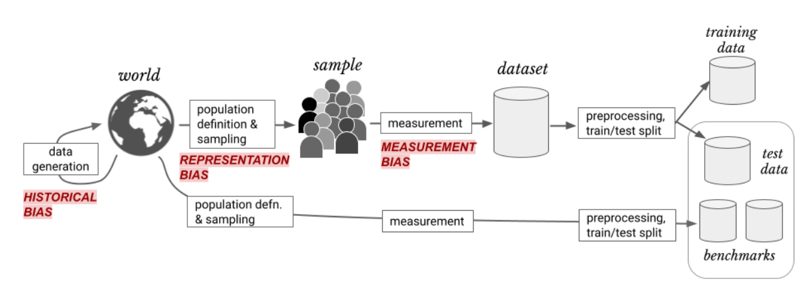 world
sample
dataset
training
data
data
generation
HISTORICAL
BIAS
population
definition &
sampling
REPRESENTATION
BIAS
measurement
MEASUREMENT
BIAS
preprocessing,
train/test split
test
data
population defn.
& sampling
measurement
preprocessing,
train/test split
benchmarks